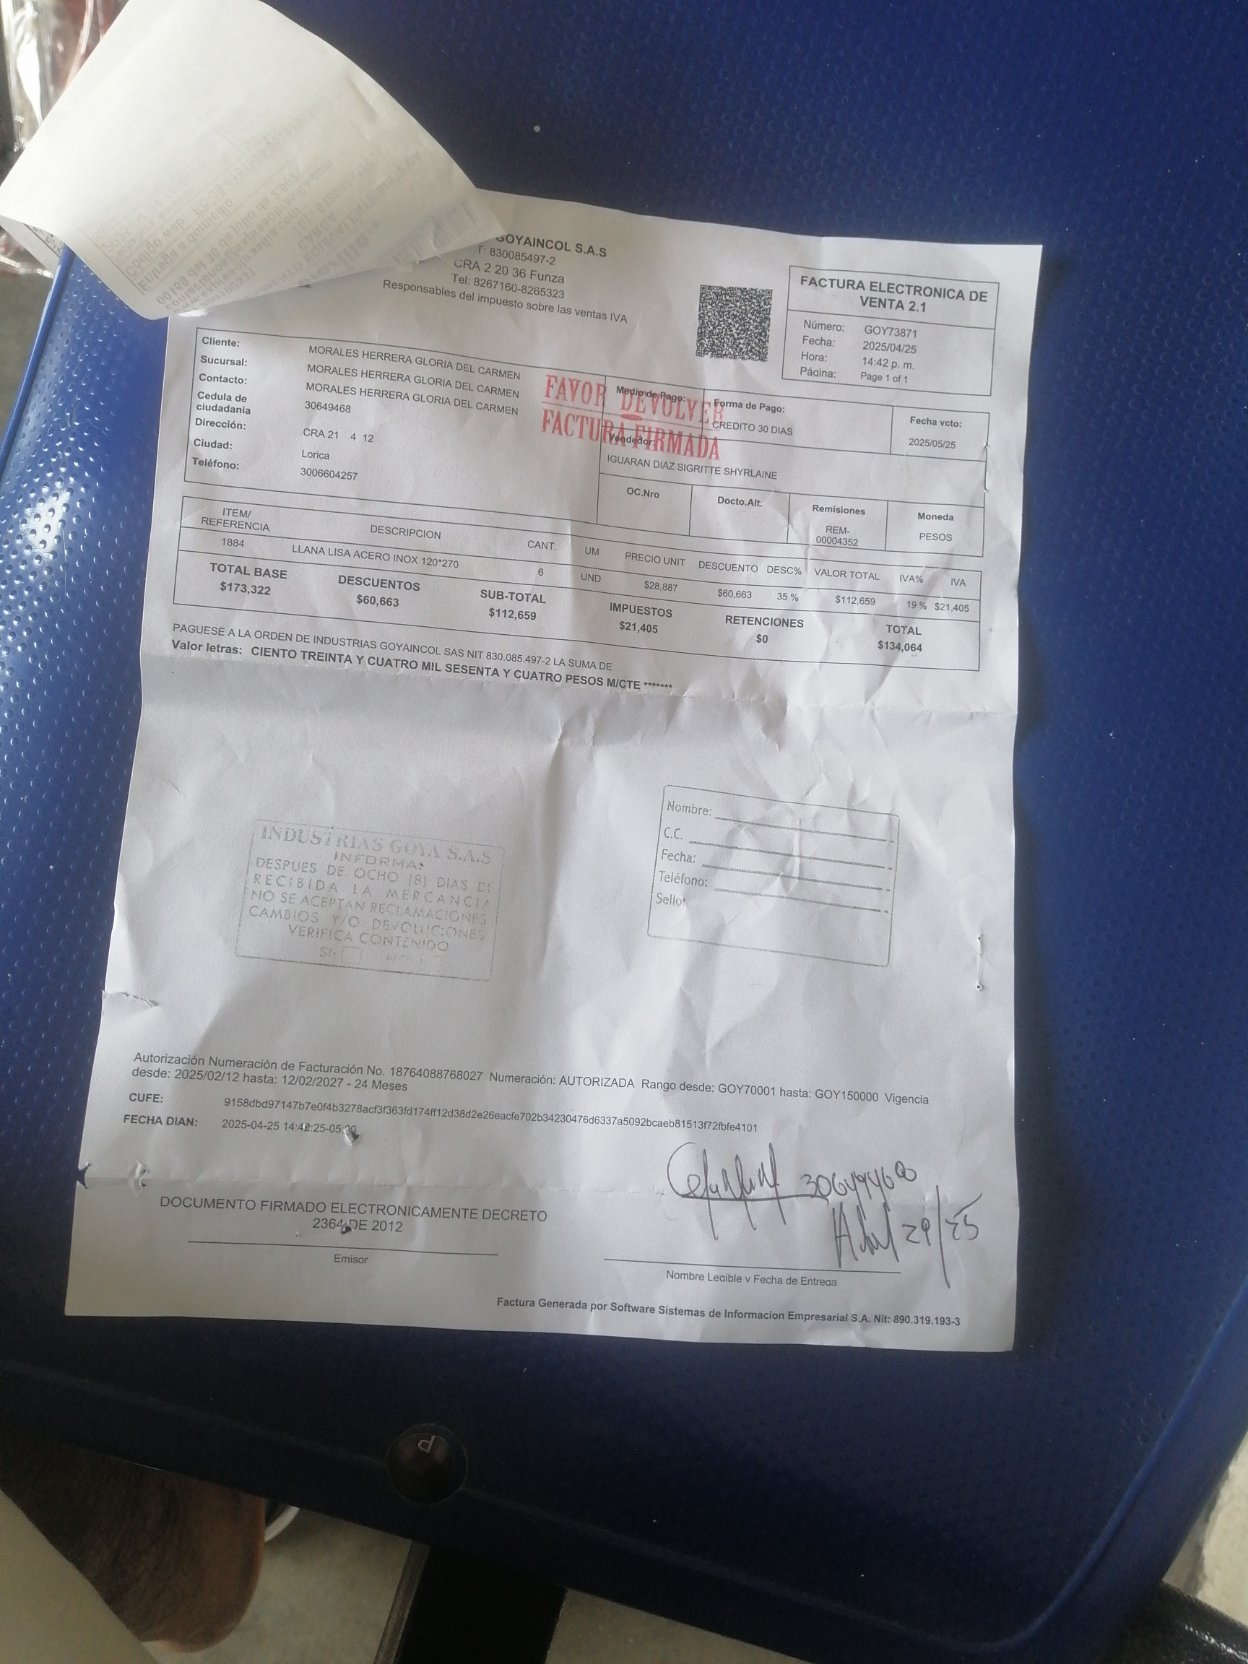 GOYAINCOL S.A.S
: 830085497-2
CRA 2 20 36 Funza
Tel: 8267160-8265323
Responsables del impuesto sobre las ventas IVA
FACTURA ELECTRONICA DE
VENTA 2.1
Número: GOY73871
Fecha: 2025/04/25
Hora: 14:42 p. m.
Página: Page 1 of 1
Cliente: MORALES HERRERA GLORIA DEL CARMEN
Sucursal: MORALES HERRERA GLORIA DEL CARMEN
Contacto: MORALES HERRERA GLORIA DEL CARMEN
Cedula de
ciudadania 30649468
Dirección: CRA 21 4 12
Ciudad: Lorica
Teléfono: 3006604257
FAVOR DEVOLVER
FACTURA FIRMADA
Medio de Pago:
Forma de Pago:
CREDITO 30 DIAS
Fecha vcto:
2025/05/25
Vendedor:
IGUARAN DIAZ SIGRITTE SHYRLAINE
OC.Nro Docto.Alt. Remisiones Moneda
REM-
00004352
PESOS
ITEM/
REFERENCIA DESCRIPCION CANT. UM PRECIO UNIT DESCUENTO DESC% VALOR TOTAL IVA% IVA
1884 LLANA LISA ACERO INOX 120*270 6 UND $28,887 $60,663 35 % $112,659 19 % $21,405
TOTAL BASE DESCUENTOS SUB-TOTAL IMPUESTOS RETENCIONES TOTAL
$173,322 $60,663 $112,659 $21,405 $0 $134,064
PAGUESE A LA ORDEN DE INDUSTRIAS GOYAINCOL SAS NIT 830.085.497-2 LA SUMA DE
Valor letras: CIENTO TREINTA Y CUATRO MIL SESENTA Y CUATRO PESOS M/CTE *******
INDUSTRIAS GOYA S.A.S
INFORMA:
DESPUES DE OCHO (8) DIAS D
RECIBIDA LA MERCANCIA
NO SE ACEPTAN RECLAMACIONES
CAMBIOS Y/O DEVOLUCIONES
VERIFICA CONTENIDO
SI NO
Nombre:
C.C.
Fecha:
Teléfono:
Sello:
Autorización Numeración de Facturación No. 18764088768027 Numeración: AUTORIZADA Rango desde: GOY70001 hasta: GOY150000 Vigencia
desde: 2025/02/12 hasta: 12/02/2027 - 24 Meses
CUFE: 9158dbd97147b7e0f4b3278acf3f363fd174ff12d38d2e26eacfe702b34230476d6337a5092bcaeb81513f72fbfe4101
FECHA DIAN: 2025-04-25 14:42:25-05:00
Abril 29/25
DOCUMENTO FIRMADO ELECTRONICAMENTE DECRETO
2364 DE 2012
Emisor
Nombre Legible y Fecha de Entrega
Factura Generada por Software Sistemas de Informacion Empresarial S.A. Nit: 890.319.193-3